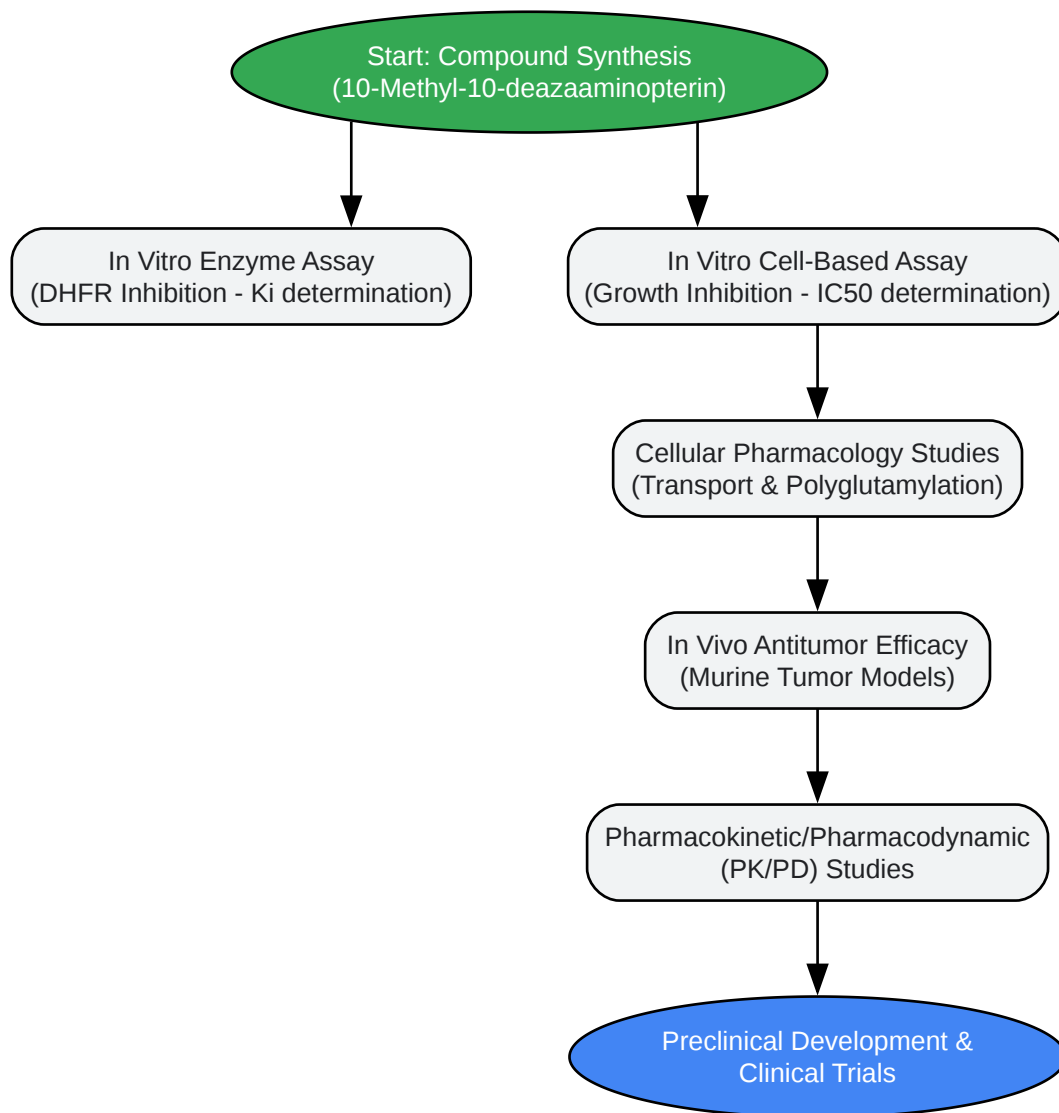 Start: Compound Synthesis
(10-Methyl-10-deazaaminopterin)
In Vitro Enzyme Assay
(DHFR Inhibition - Ki determination)
In Vitro Cell-Based Assay
(Growth Inhibition - IC50 determination)
Cellular Pharmacology Studies
(Transport & Polyglutamylation)
In Vivo Antitumor Efficacy
(Murine Tumor Models)
Pharmacokinetic/Pharmacodynamic
(PK/PD) Studies
Preclinical Development &
Clinical Trials